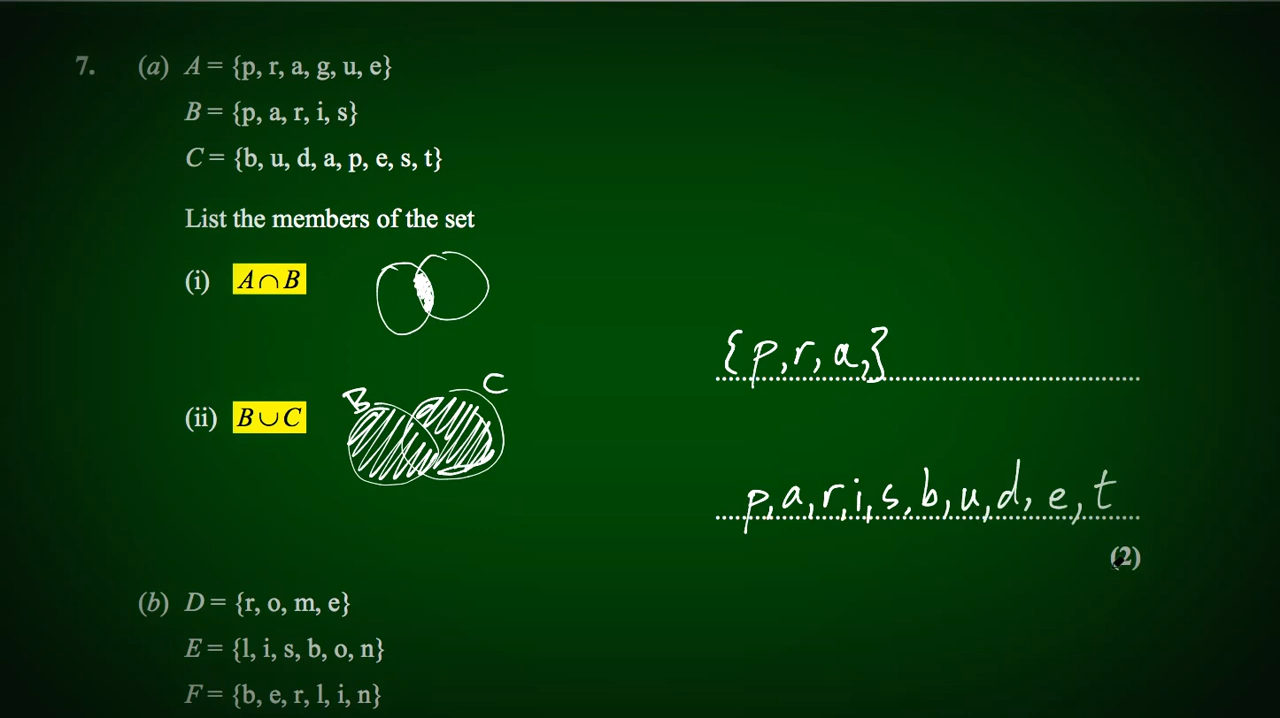 7. (a) A = {p, r, a, g, u, e}
B = {p, a, r, i, s}
C = {b, u, d, a, p, e, s, t}
List the members of the set
(i) A∩B
{p, r, a,}
B C
(ii) B∪C
p, a, r, i, s, b, u, d, e, t
(2)
(b) D = {r, o, m, e}
E = {l, i, s, b, o, n}
F = {b, e, r, l, i, n}